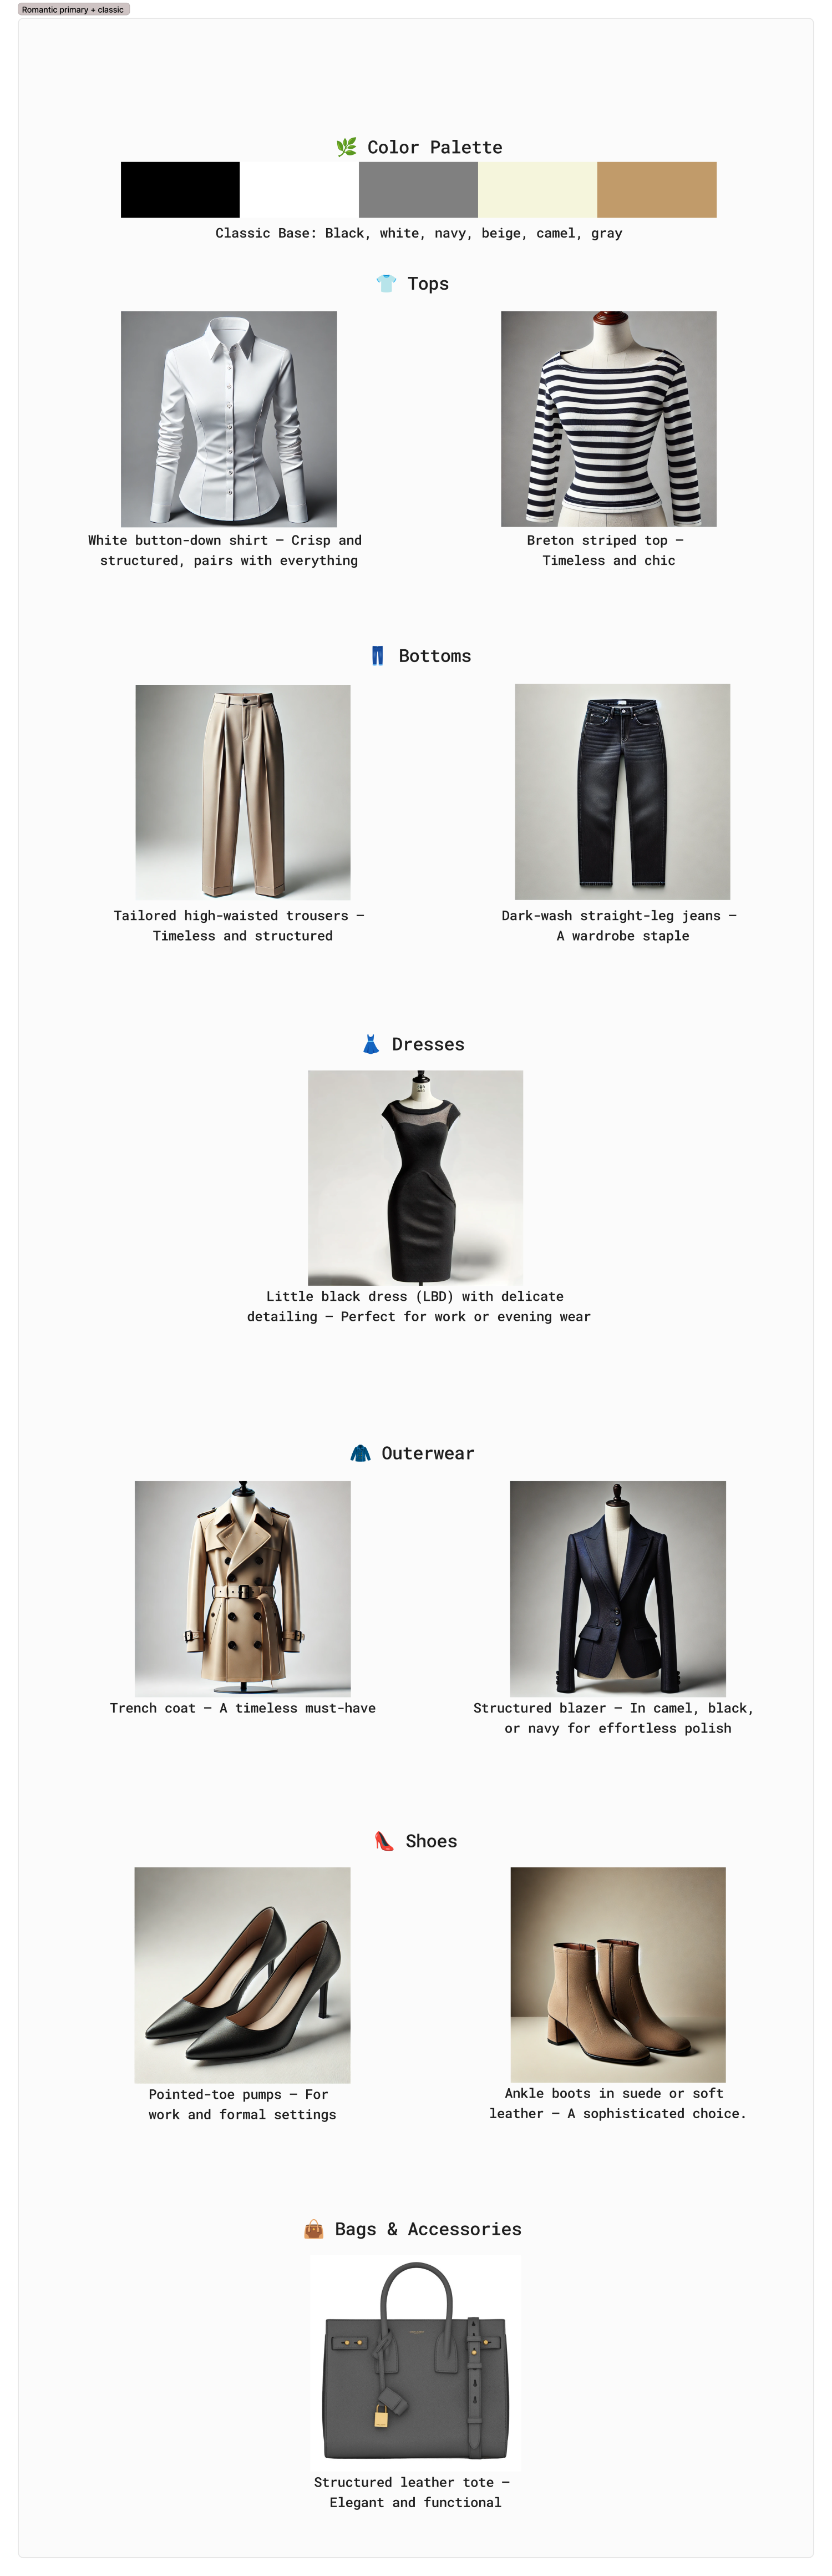 Romantic primary + classic
🌿 Color Palette
Classic Base: Black, white, navy, beige, camel, gray
👕 Tops
White button-down shirt – Crisp and
structured, pairs with everything
Breton striped top –
Timeless and chic
👖 Bottoms
Tailored high-waisted trousers –
Timeless and structured
Dark-wash straight-leg jeans –
A wardrobe staple
👗 Dresses
Little black dress (LBD) with delicate
detailing – Perfect for work or evening wear
🧥 Outerwear
Trench coat – A timeless must-have
Structured blazer – In camel, black,
or navy for effortless polish
👠 Shoes
Pointed-toe pumps – For
work and formal settings
Ankle boots in suede or soft
leather – A sophisticated choice.
👜 Bags & Accessories
Structured leather tote –
Elegant and functional